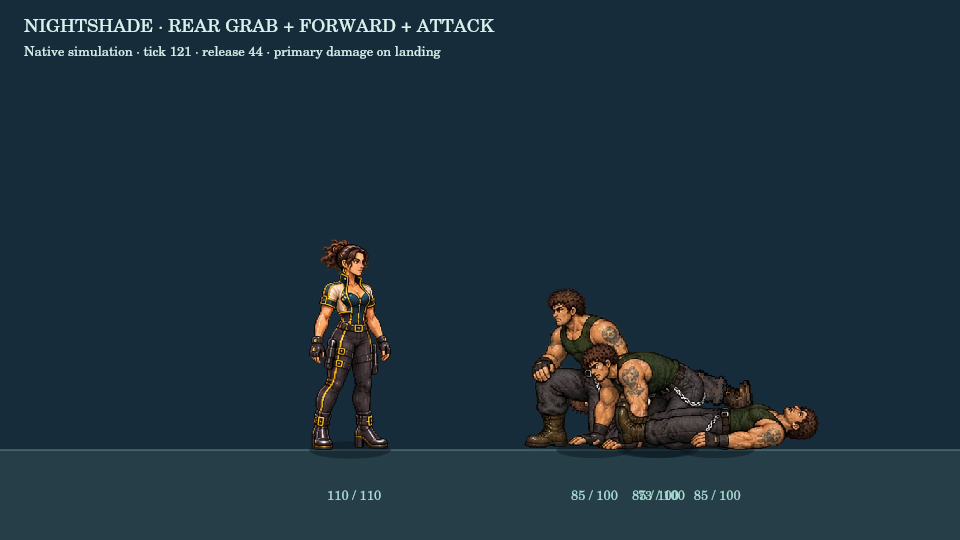 NIGHTSHADE · REAR GRAB + FORWARD + ATTACK
Native simulation · tick 121 · release 44 · primary damage on landing
110 / 110 85 / 100 85 / 100